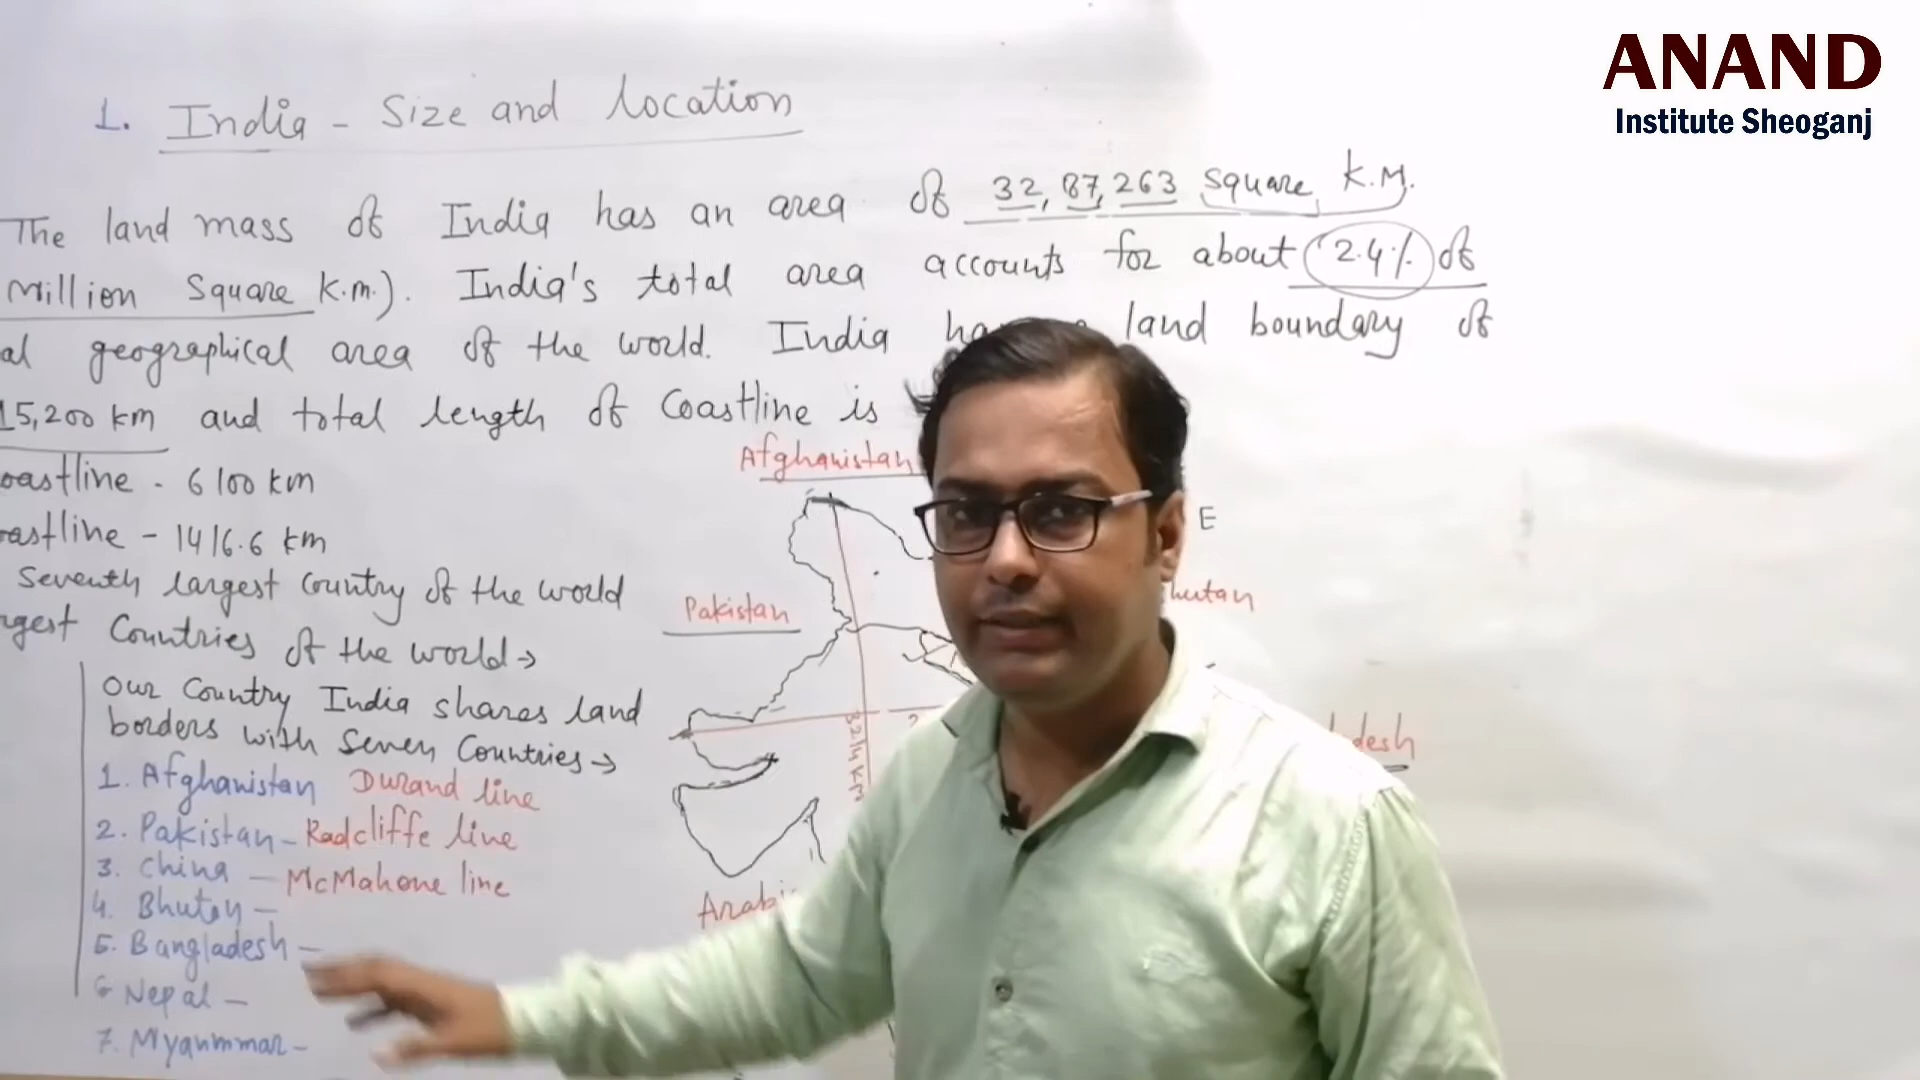 ANAND
Institute Sheoganj
1. India - Size and location
The land mass of India has an area of 32,87,263 square K.M.
Million Square K.m.). India's total area accounts for about 2.4% of
al geographical area of the world. India land boundary of
15,200 km and total length of Coastline is
oastline - 6100 km
oastline - 1416.6 km
Seventh largest Country of the world
rgest Countries of the world →
Our Country India shares land
borders with Seven Countries →
1. Afghanistan Durand line
2. Pakistan - Radcliffe line
3. China - McMahone line
4. Bhutan -
5. Bangladesh -
6 Nepal -
7. Myanmmar -
Afghanistan
E
Pakistan
hutan
desh
3214 km
Arabi